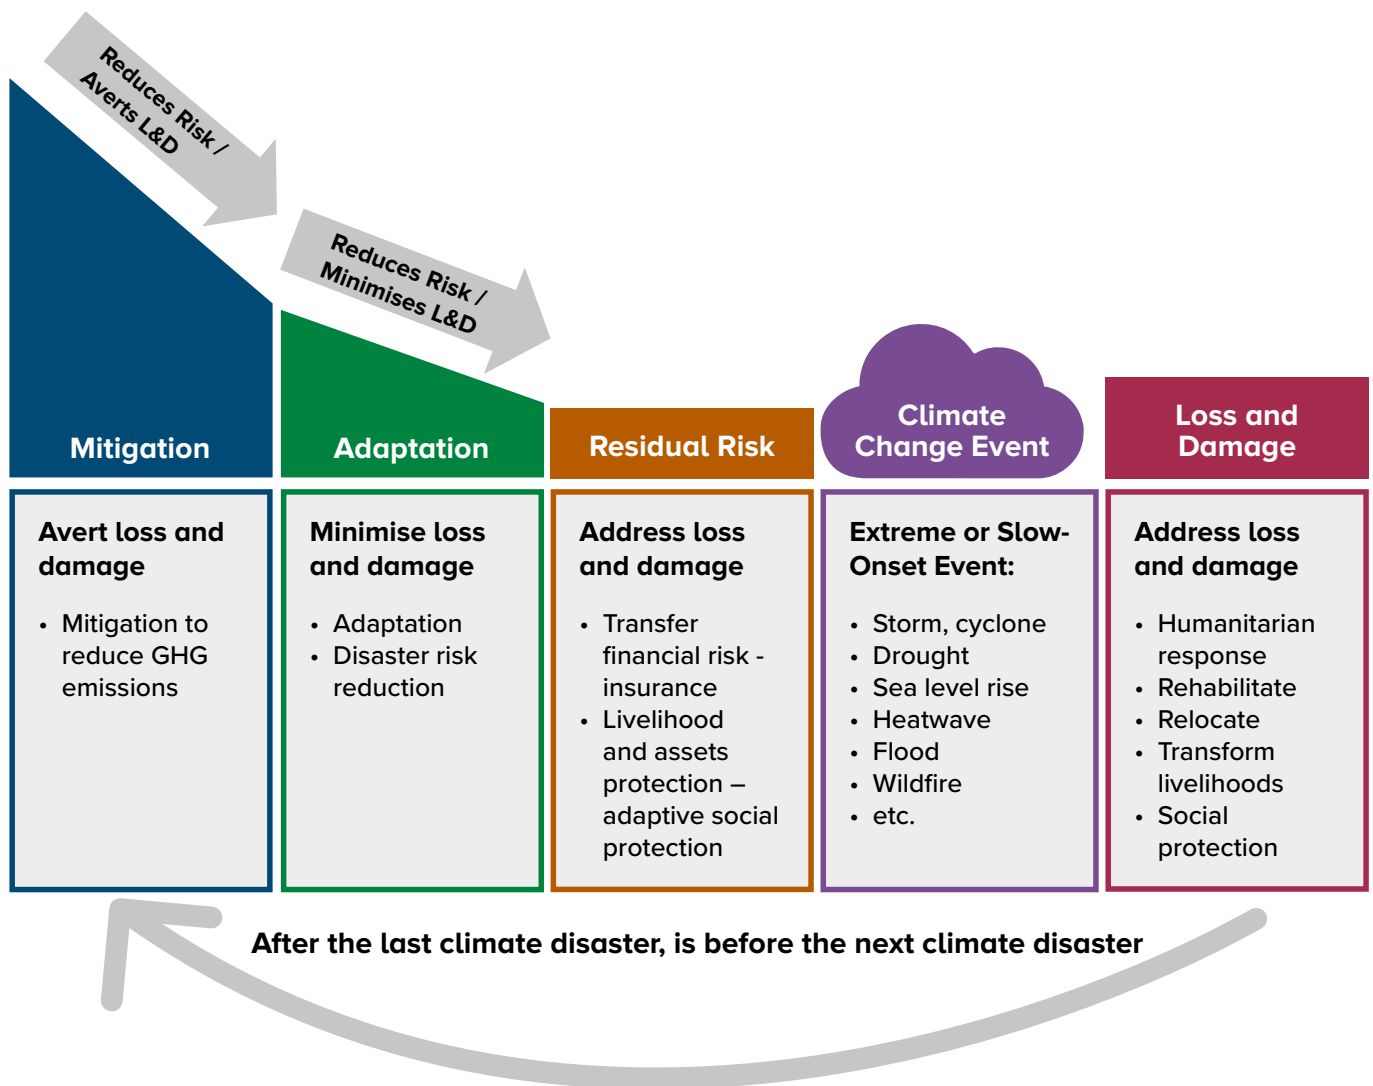 Reduces Risk /
Averts L&D
Reduces Risk /
Minimises L&D
Mitigation
Adaptation
Residual Risk
Climate
Change Event
Loss and
Damage
Avert loss and
damage
• Mitigation to
reduce GHG
emissions
Minimise loss
and damage
• Adaptation
• Disaster risk
reduction
Address loss
and damage
• Transfer
financial risk -
insurance
• Livelihood
and assets
protection –
adaptive social
protection
Extreme or Slow-
Onset Event:
• Storm, cyclone
• Drought
• Sea level rise
• Heatwave
• Flood
• Wildfire
• etc.
Address loss
and damage
• Humanitarian
response
• Rehabilitate
• Relocate
• Transform
livelihoods
• Social
protection
After the last climate disaster, is before the next climate disaster